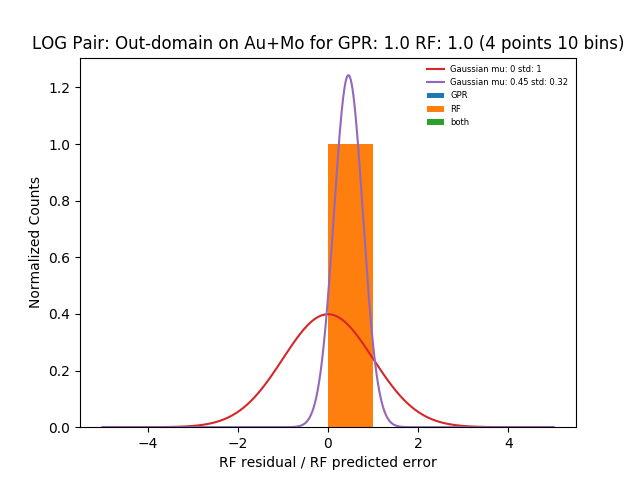 LOG Pair: Out-domain on Au+Mo for GPR: 1.0 RF: 1.0 (4 points 10 bins)
Gaussian mu: 0 std: 1
Gaussian mu: 0.45 std: 0.32
GPR
RF
both
Normalized Counts
1.2
1.0
0.8
0.6
0.4
0.2
0.0
−4 −2 0 2 4
RF residual / RF predicted error